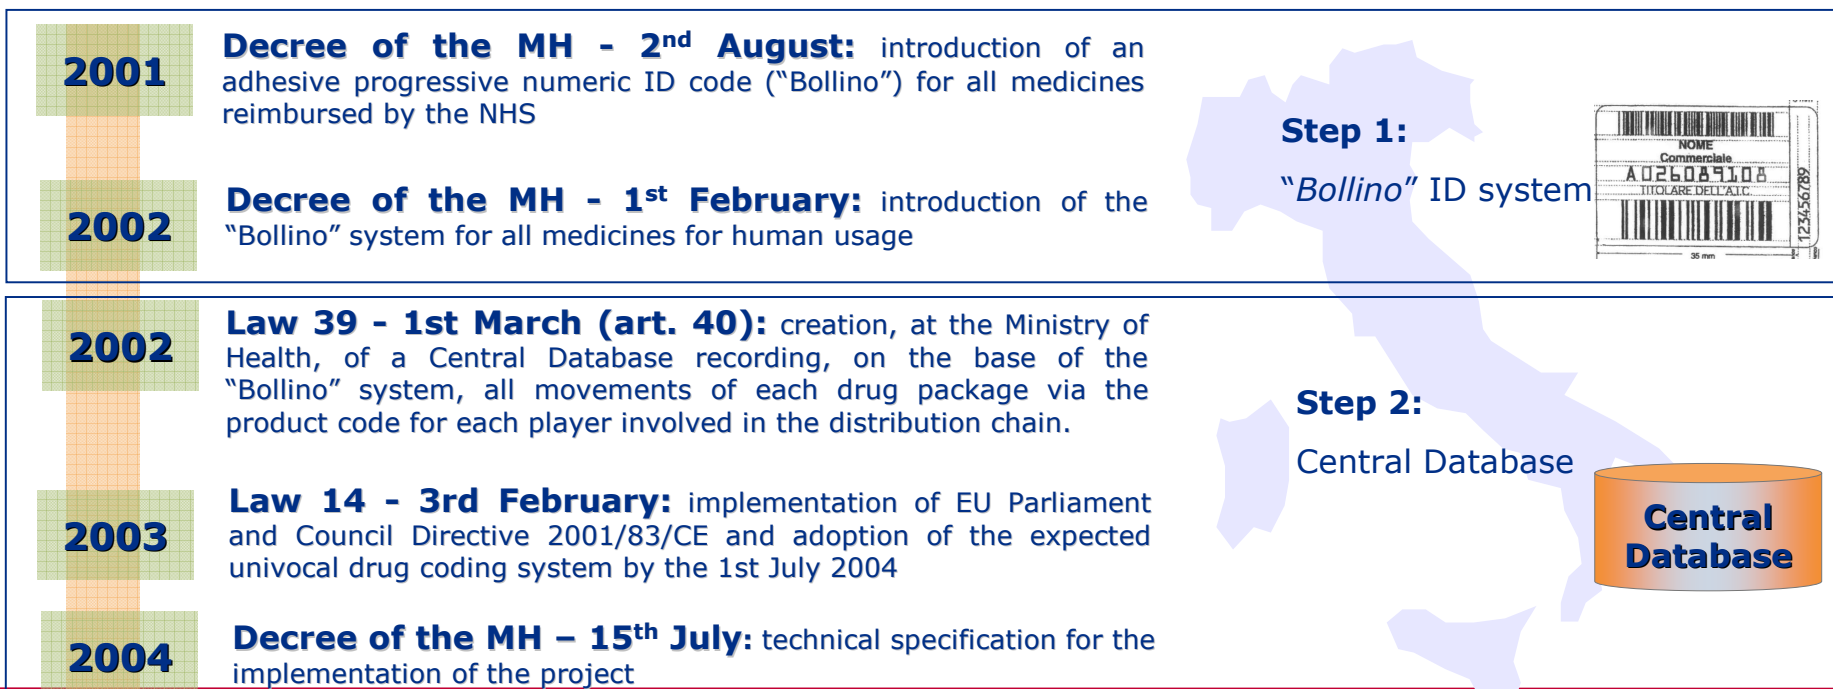 2001
Decree of the MH - 2nd August: introduction of an
adhesive progressive numeric ID code (“Bollino”) for all medicines
reimbursed by the NHS
2002
Decree of the MH - 1st February: introduction of the
“Bollino” system for all medicines for human usage
Step 1:
“Bollino” ID system
NOME
Commerciale
A026089108
TITOLARE DELL'A.I.C.
123456789
35 mm
2002
Law 39 - 1st March (art. 40): creation, at the Ministry of
Health, of a Central Database recording, on the base of the
“Bollino” system, all movements of each drug package via the
product code for each player involved in the distribution chain.
2003
Law 14 - 3rd February: implementation of EU Parliament
and Council Directive 2001/83/CE and adoption of the expected
univocal drug coding system by the 1st July 2004
2004
Decree of the MH – 15th July: technical specification for the
implementation of the project
Step 2:
Central Database
Central
Database